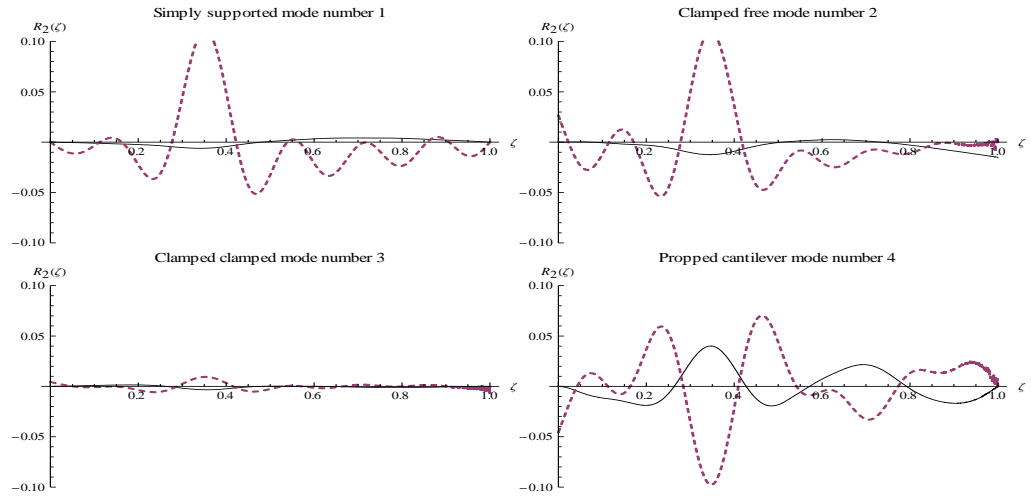 Simply supported mode number 1
R₂(ζ)
0.10
0.05
−0.05
−0.10
0.2 0.4 0.6 0.8 1.0 ζ
Clamped free mode number 2
R₂(ζ)
0.10
0.05
−0.05
−0.10
0.2 0.4 0.6 0.8 1.0 ζ
Clamped clamped mode number 3
R₂(ζ)
0.10
0.05
−0.05
−0.10
0.2 0.4 0.6 0.8 1.0 ζ
Propped cantilever mode number 4
R₂(ζ)
0.10
0.05
−0.05
−0.10
0.2 0.4 0.6 0.8 1.0 ζ